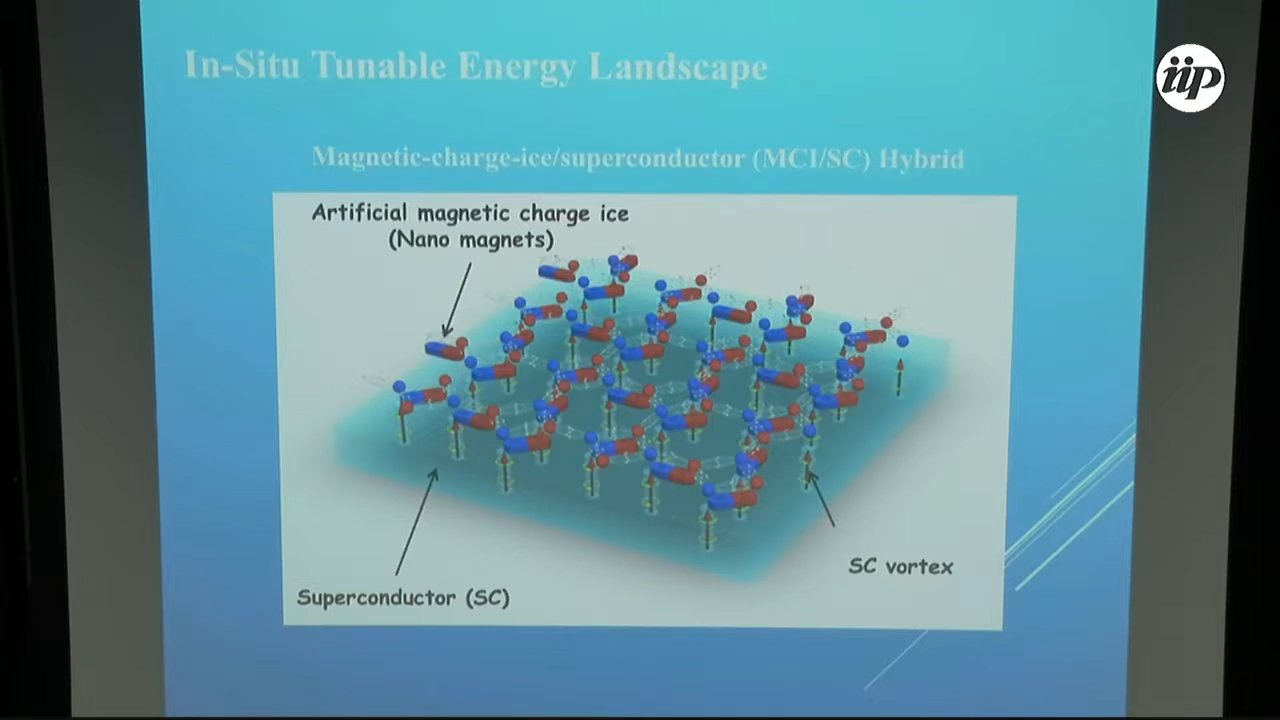 In-Situ Tunable Energy Landscape
iip
Magnetic-charge-ice/superconductor (MCI/SC) Hybrid
Artificial magnetic charge ice
(Nano magnets)
SC vortex
Superconductor (SC)